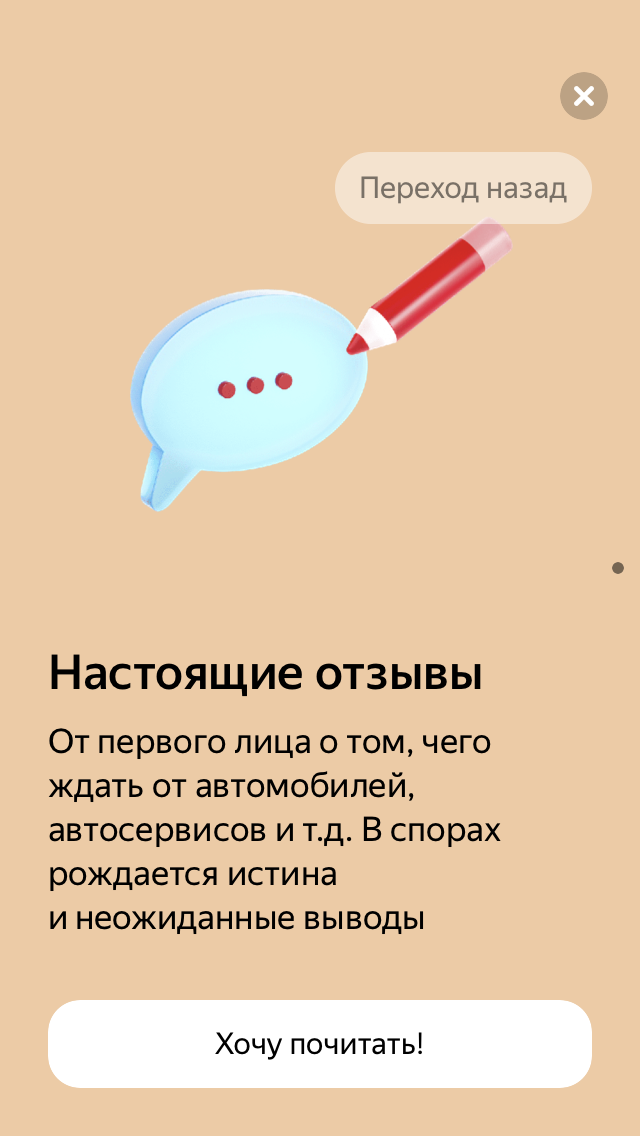 Переход назад
Настоящие отзывы
От первого лица о том, чего
ждать от автомобилей,
автосервисов и т.д. В спорах
рождается истина
и неожиданные выводы
Хочу почитать!